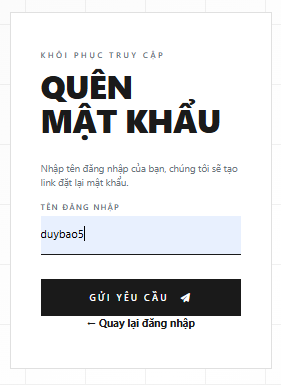 KHÔI PHỤC TRUY CẬP
QUÊN
MẬT KHẨU
Nhập tên đăng nhập của bạn, chúng tôi sẽ tạo
link đặt lại mật khẩu.
TÊN ĐĂNG NHẬP
duybao5
GỬI YÊU CẦU
← Quay lại đăng nhập